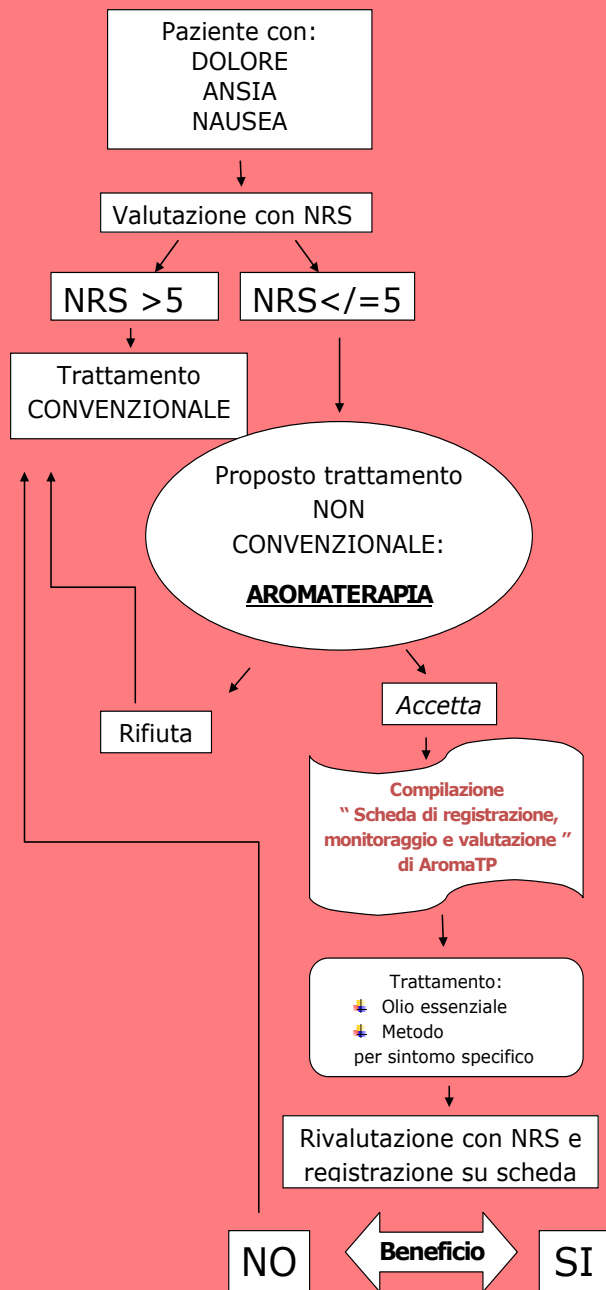 Paziente con:
DOLORE
ANSIA
NAUSEA
Valutazione con NRS
NRS >5
NRS</=5
Trattamento
CONVENZIONALE
Proposto trattamento
NON
CONVENZIONALE:
AROMATERAPIA
Rifiuta
Accetta
Compilazione
“ Scheda di registrazione,
monitoraggio e valutazione ”
di AromaTP
Trattamento:
Olio essenziale
Metodo
per sintomo specifico
Rivalutazione con NRS e
registrazione su scheda
NO
Beneficio
SI